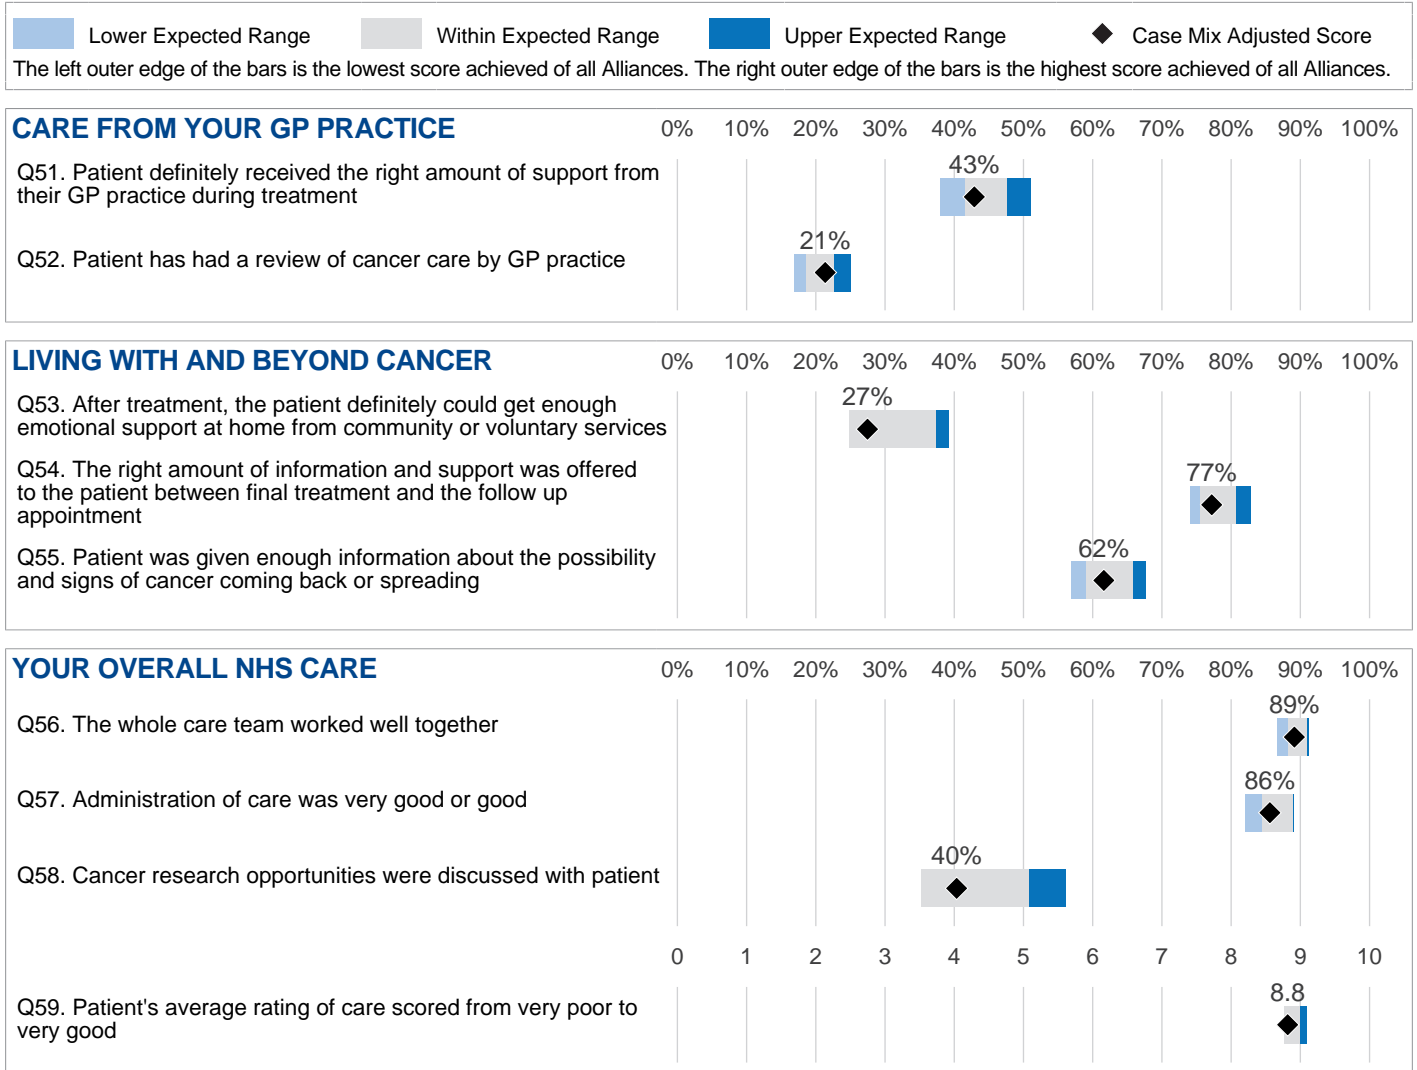 Lower Expected Range Within Expected Range Upper Expected Range Case Mix Adjusted Score
The left outer edge of the bars is the lowest score achieved of all Alliances. The right outer edge of the bars is the highest score achieved of all Alliances.
CARE FROM YOUR GP PRACTICE 0% 10% 20% 30% 40% 50% 60% 70% 80% 90% 100%
43%
Q51. Patient definitely received the right amount of support from
their GP practice during treatment
21%
Q52. Patient has had a review of cancer care by GP practice
LIVING WITH AND BEYOND CANCER 0% 10% 20% 30% 40% 50% 60% 70% 80% 90% 100%
27%
Q53. After treatment, the patient definitely could get enough
emotional support at home from community or voluntary services
Q54. The right amount of information and support was offered 77%
to the patient between final treatment and the follow up
appointment
62%
Q55. Patient was given enough information about the possibility
and signs of cancer coming back or spreading
YOUR OVERALL NHS CARE 0% 10% 20% 30% 40% 50% 60% 70% 80% 90% 100%
89%
Q56. The whole care team worked well together
86%
Q57. Administration of care was very good or good
40%
Q58. Cancer research opportunities were discussed with patient
0 1 2 3 4 5 6 7 8 9 10
8.8
Q59. Patient's average rating of care scored from very poor to
very good